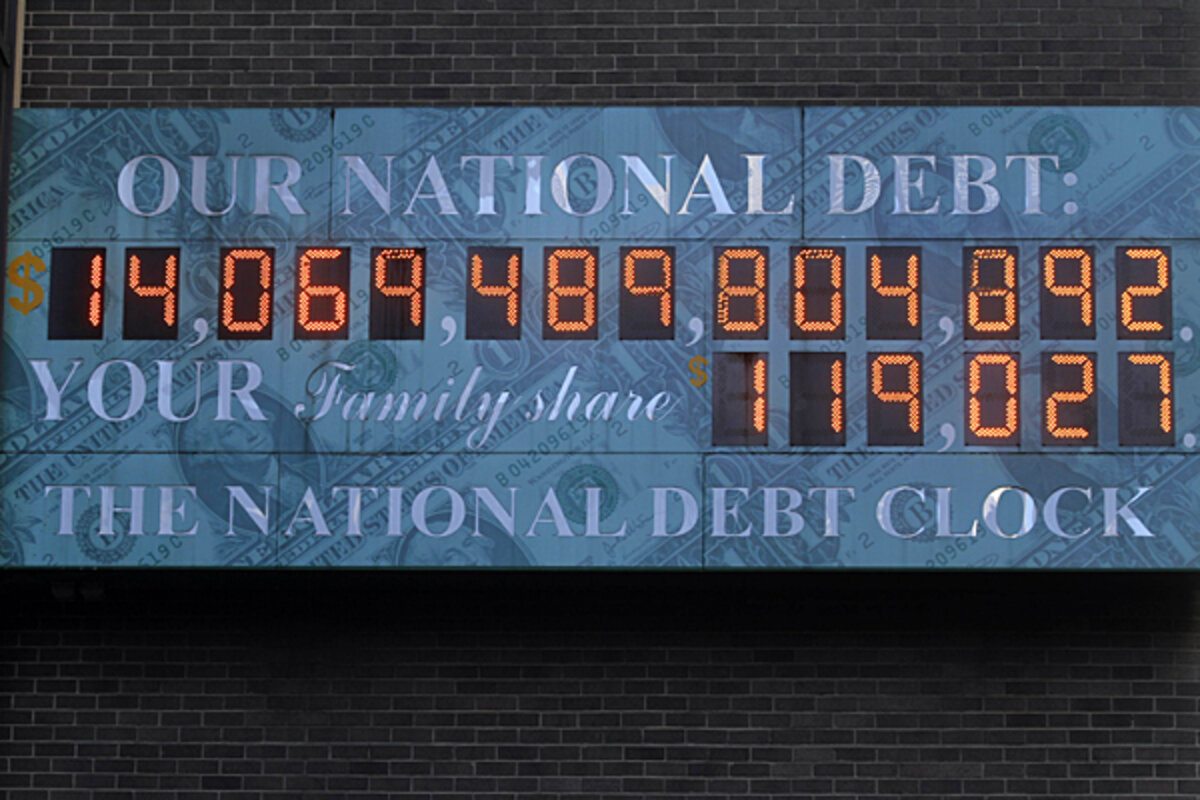 OUR NATIONAL DEBT:
$14,069,489,804,892.
YOUR Family share $119,027.
THE NATIONAL DEBT CLOCK